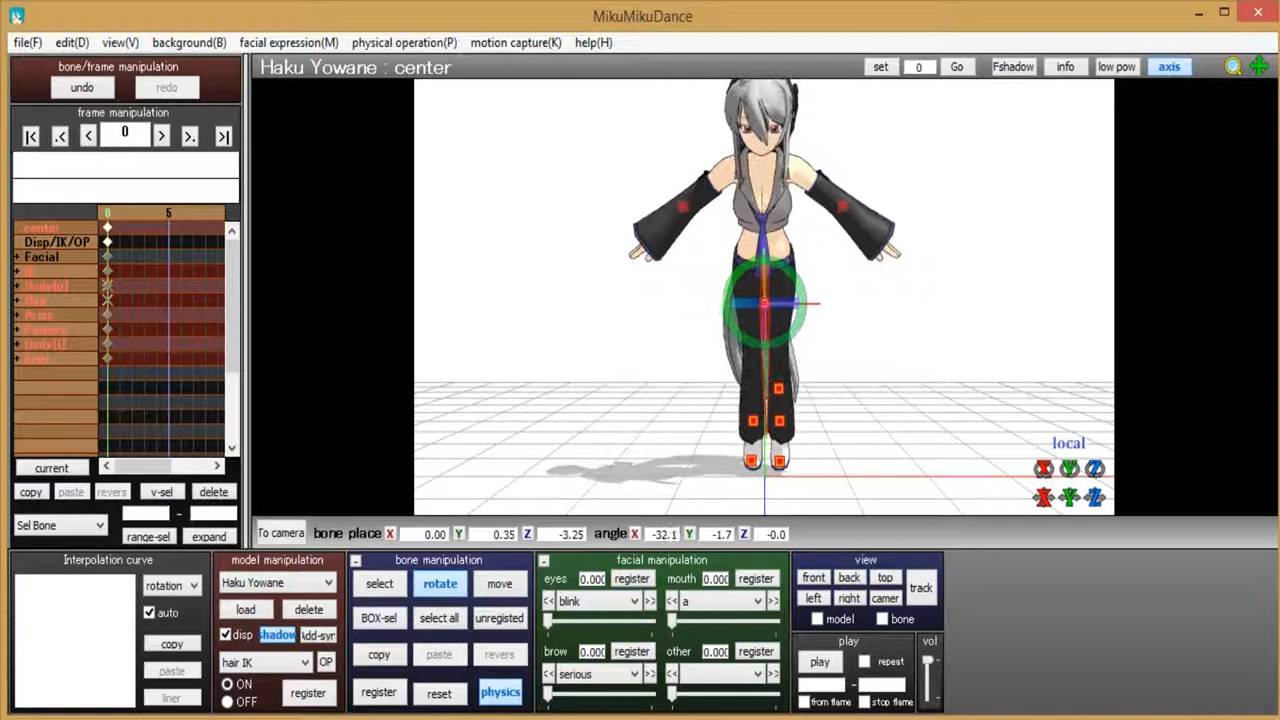 MikuMikuDance
file(F) edit(D) view(V) background(B) facial expression(M) physical operation(P) motion capture(K) help(H)
bone/frame manipulation
undo redo
frame manipulation
|< .< < 0 > >. >|
Haku Yowane : center
set 0 Go Fshadow info low pow axis
0 5
center
Disp/IK/OP
+ Facial
+ IK
+ Arms
local
X Y Z
X Y Z
current < >
copy paste revers v-sel delete
Sel Bone -
range-sel expand
To camera bone place X 0.00 Y 0.35 Z -3.25 angle X -32.1 Y -1.7 Z -0.0
Interpolation curve
rotation
auto
copy
paste
liner
model manipulation
Haku Yowane
load delete
disp shadow Add-syn
hair IK OP
ON
OFF
register
- bone manipulation
select rotate move
BOX-sel select all unregisted
copy paste revers
register reset physics
- facial manipulation
eyes 0.000 register mouth 0.000 register
<< blink >> << a >>
brow 0.000 register other 0.000 register
<< serious >> << >>
view
front back top
left right camer
track
model bone
play
play repeat
-
from flame stop flame
vol